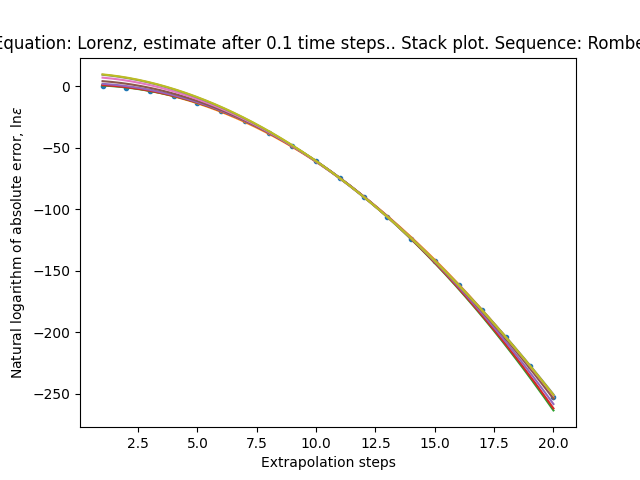 Equation: Lorenz, estimate after 0.1 time steps.. Stack plot. Sequence: Rombe
Natural logarithm of absolute error, lnε
0
−50
−100
−150
−200
−250
2.5 5.0 7.5 10.0 12.5 15.0 17.5 20.0
Extrapolation steps